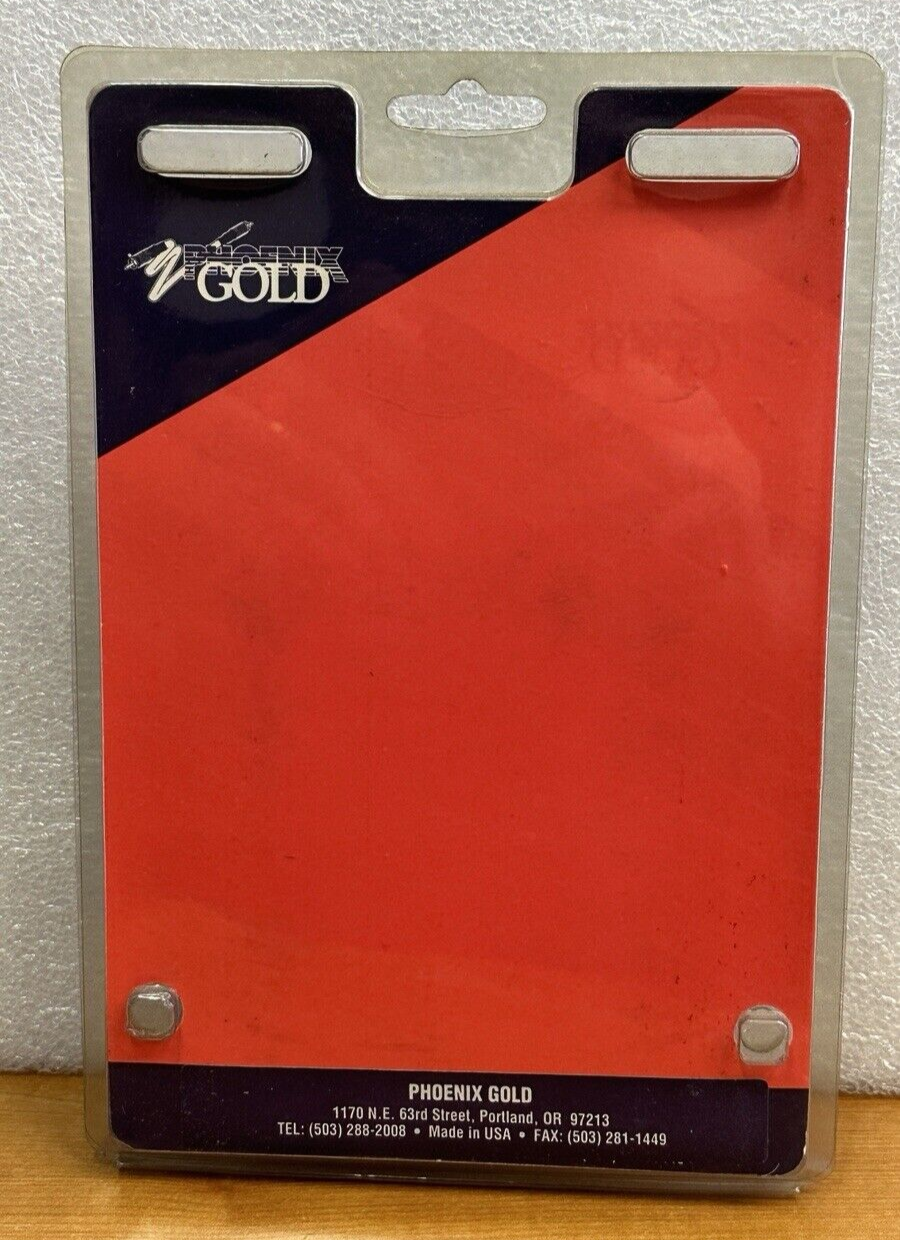 PHOENIX
GOLD
PHOENIX GOLD
1170 N.E. 63rd Street, Portland, OR 97213
TEL: (503) 288-2008 • Made in USA • FAX: (503) 281-1449